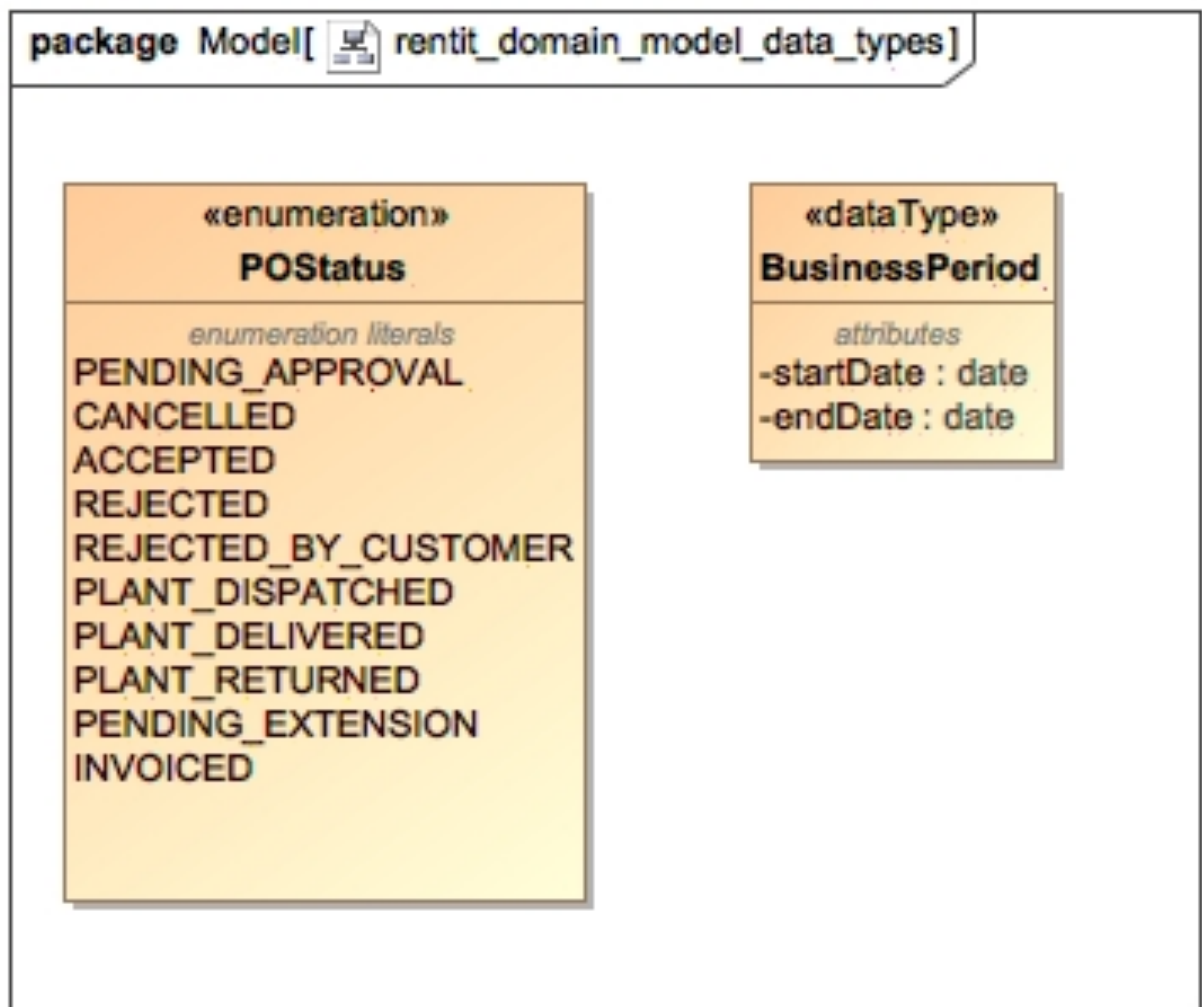 package Model[ rentit_domain_model_data_types]
«enumeration»
POStatus
enumeration literals
PENDING_APPROVAL
CANCELLED
ACCEPTED
REJECTED
REJECTED_BY_CUSTOMER
PLANT_DISPATCHED
PLANT_DELIVERED
PLANT_RETURNED
PENDING_EXTENSION
INVOICED
«dataType»
BusinessPeriod
attributes
-startDate : date
-endDate : date